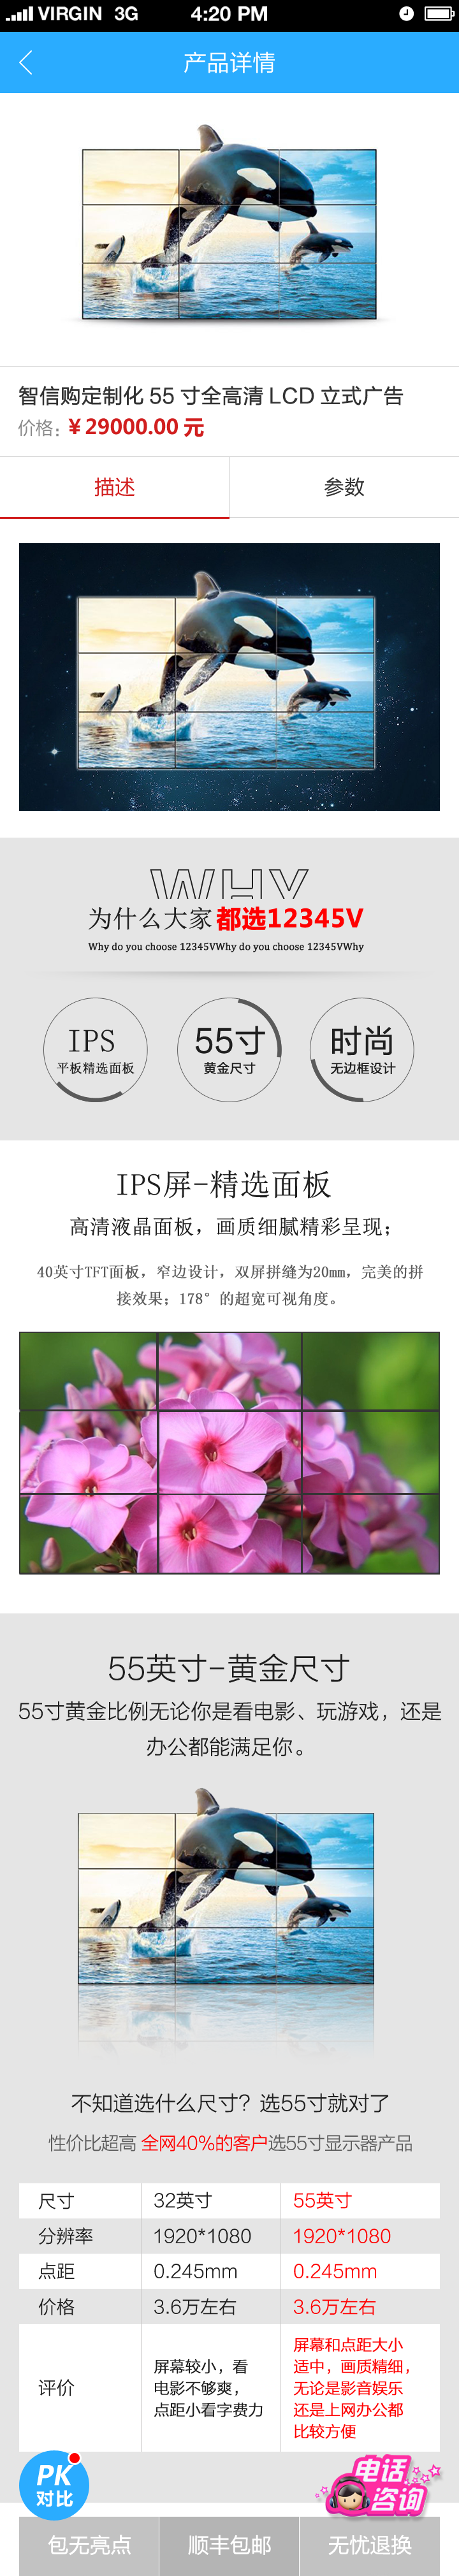 VIRGIN 3G 4:20 PM
产品详情
智信购定制化 55 寸全高清 LCD 立式广告
价格：¥ 29000.00 元
描述 参数
WHY
为什么大家 都选12345V
Why do you choose 12345VWhy do you choose 12345VWhy
IPS 55寸 时尚
平板精选面板 黄金尺寸 无边框设计
IPS屏-精选面板
高清液晶面板，画质细腻精彩呈现；
40英寸TFT面板，窄边设计，双屏拼缝为20mm，完美的拼
接效果；178°的超宽可视角度。
55英寸-黄金尺寸
55寸黄金比例无论你是看电影、玩游戏，还是
办公都能满足你。
不知道选什么尺寸？选55寸就对了
性价比超高 全网40%的客户选55寸显示器产品
尺寸 32英寸 55英寸
分辨率 1920*1080 1920*1080
点距 0.245mm 0.245mm
价格 3.6万左右 3.6万左右
评价
屏幕较小，看
电影不够爽，
点距小看字费力
屏幕和点距大小
适中，画质精细，
无论是影音娱乐
还是上网办公都
比较方便
PK
对比
电话
咨询
包无亮点 顺丰包邮 无忧退换